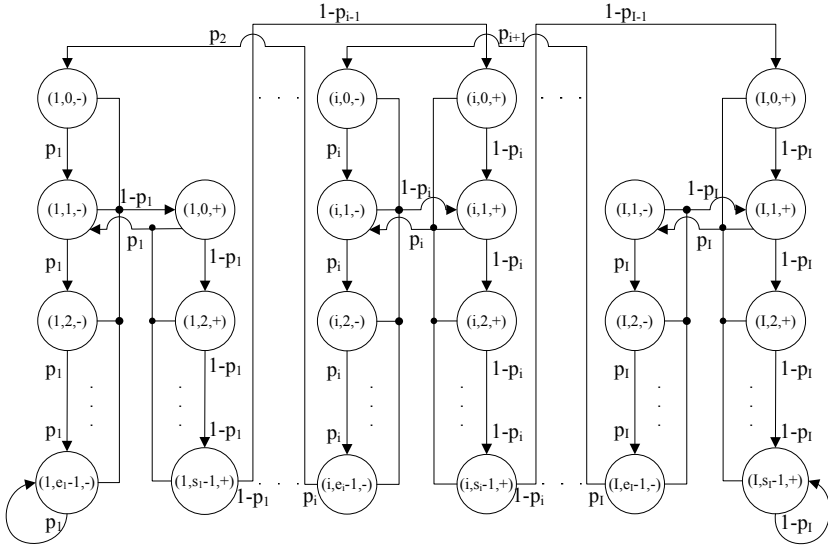 1-p_{i-1} 1-p_{I-1}
p_2 p_{i+1}
(1,0,-) . . . (i,0,-) (i,0,+) . . . (I,0,+)
p_1 p_i 1-p_i 1-p_I
(1,1,-) 1-p_1 (1,0,+) (i,1,-) 1-p_i (i,1,+) (I,1,-) 1-p_I (I,1,+)
p_1 p_i p_I
p_1 1-p_1 p_i 1-p_i p_I 1-p_I
(1,2,-) (1,2,+) (i,2,-) (i,2,+) (I,2,-) (I,2,+)
p_1 1-p_1 p_i 1-p_i p_I 1-p_I
p_1 1-p_1 p_i 1-p_i p_I 1-p_I
(1,e_1-1,-) (1,s_1-1,+) . . . (i,e_i-1,-) (i,s_i-1,+) . . . (I,e_I-1,-) (I,s_I-1,+)
1-p_1 p_i 1-p_i p_I
p_1 1-p_I